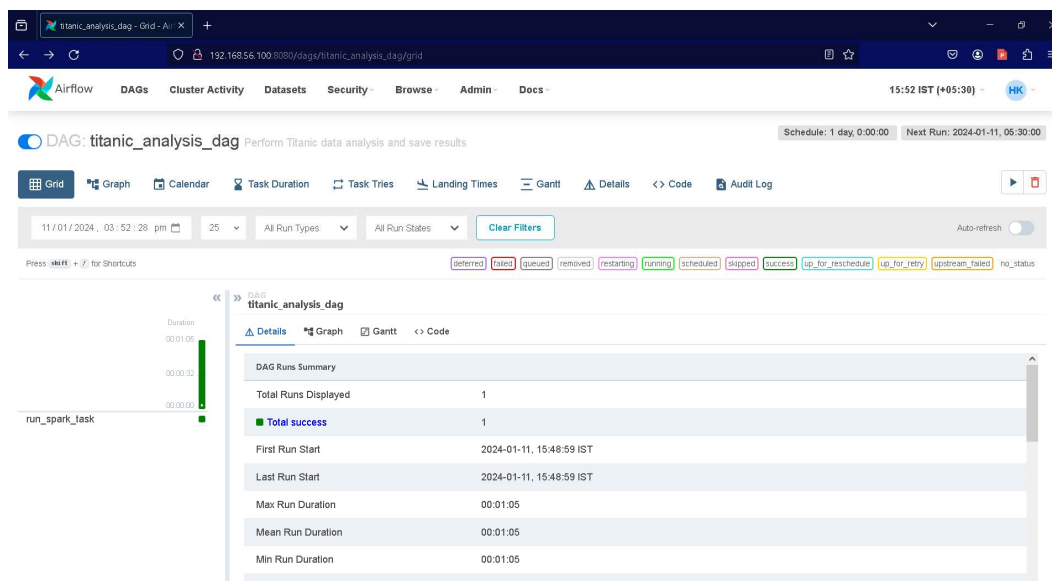 titanic_analysis_dag - Grid - Air
192.168.56.100:8080/dags/titanic_analysis_dag/grid
Airflow DAGs Cluster Activity Datasets Security Browse Admin Docs 15:52 IST (+05:30) HK
DAG: titanic_analysis_dag Perform Titanic data analysis and save results Schedule: 1 day, 0:00:00 Next Run: 2024-01-11, 05:30:00
Grid Graph Calendar Task Duration Task Tries Landing Times Gantt Details <> Code Audit Log
11/01/2024, 03:52:28 pm 25 All Run Types All Run States Clear Filters Auto-refresh
Press shift + / for Shortcuts deferred failed queued removed restarting running scheduled skipped success up_for_reschedule up_for_retry upstream_failed no_status
DAG
titanic_analysis_dag
Duration
00:01:05
00:00:32
00:00:00
run_spark_task
Details Graph Gantt <> Code
DAG Runs Summary
Total Runs Displayed 1
Total success 1
First Run Start 2024-01-11, 15:48:59 IST
Last Run Start 2024-01-11, 15:48:59 IST
Max Run Duration 00:01:05
Mean Run Duration 00:01:05
Min Run Duration 00:01:05